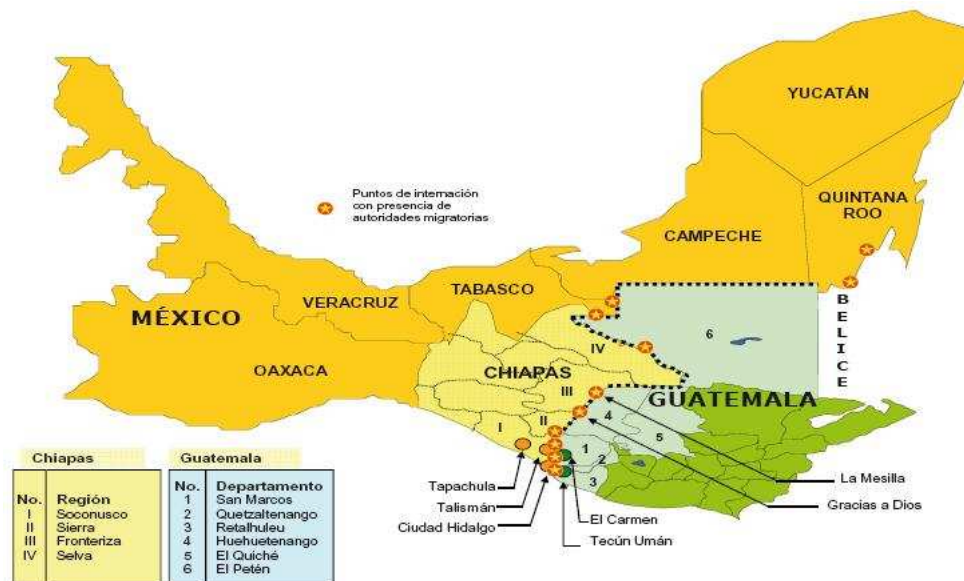 YUCATÁN
Puntos de internación
con presencia de
autoridades migratorias
QUINTANA
ROO
CAMPECHE
TABASCO
VERACRUZ
MÉXICO
BELICE
6
IV
OAXACA
CHIAPAS
III
GUATEMALA
4
II
I
5
1
2
3
Chiapas
No. Región
I Soconusco
II Sierra
III Fronteriza
IV Selva
Guatemala
No. Departamento
1 San Marcos
2 Quetzaltenango
3 Retalhuleu
4 Huehuetenango
5 El Quiché
6 El Petén
Tapachula
Talismán
Ciudad Hidalgo
El Carmen
Tecún Umán
La Mesilla
Gracias a Dios